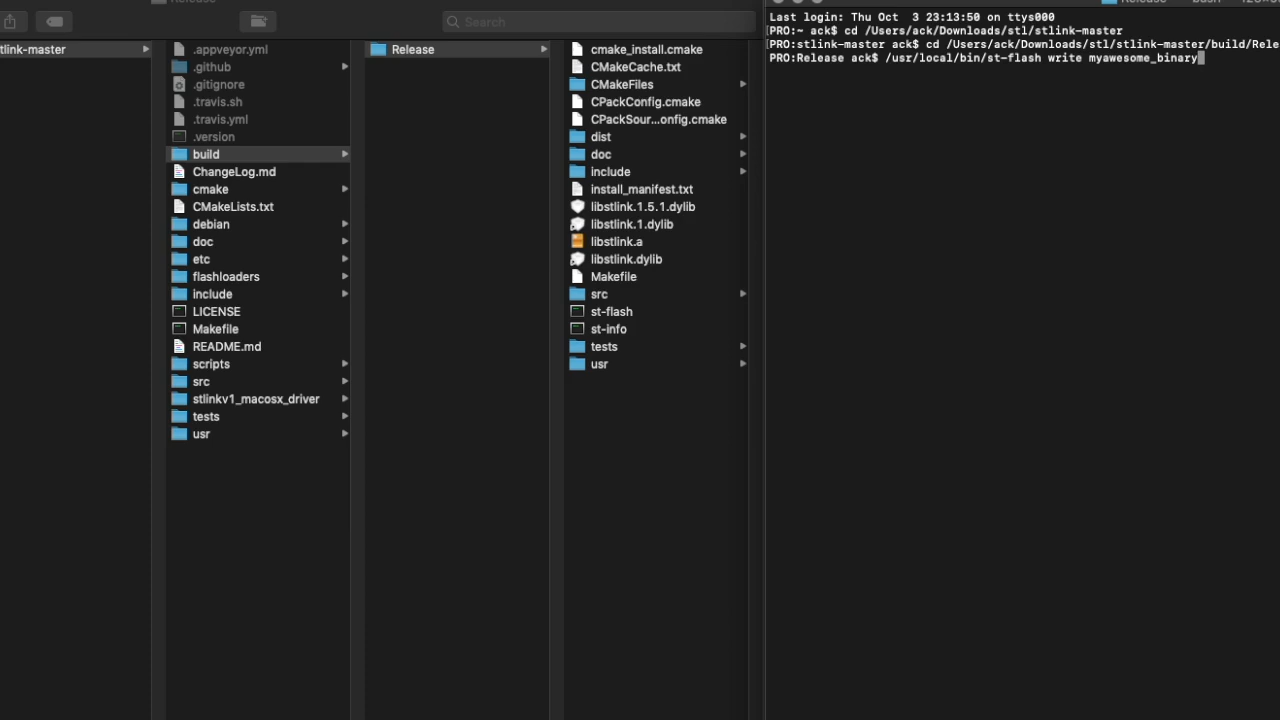 Release
Search
tlink-master
.appveyor.yml
.github
.gitignore
.travis.sh
.travis.yml
.version
build
ChangeLog.md
cmake
CMakeLists.txt
debian
doc
etc
flashloaders
include
LICENSE
Makefile
README.md
scripts
src
stlinkv1_macosx_driver
tests
usr
Release
cmake_install.cmake
CMakeCache.txt
CMakeFiles
CPackConfig.cmake
CPackSour...onfig.cmake
dist
doc
include
install_manifest.txt
libstlink.1.5.1.dylib
libstlink.1.dylib
libstlink.a
libstlink.dylib
Makefile
src
st-flash
st-info
tests
usr
Last login: Thu Oct  3 23:13:50 on ttys000
[PRO:~ ack$ cd /Users/ack/Downloads/stl/stlink-master
[PRO:stlink-master ack$ cd /Users/ack/Downloads/stl/stlink-master/build/Rele
PRO:Release ack$ /usr/local/bin/st-flash write myawesome_binary